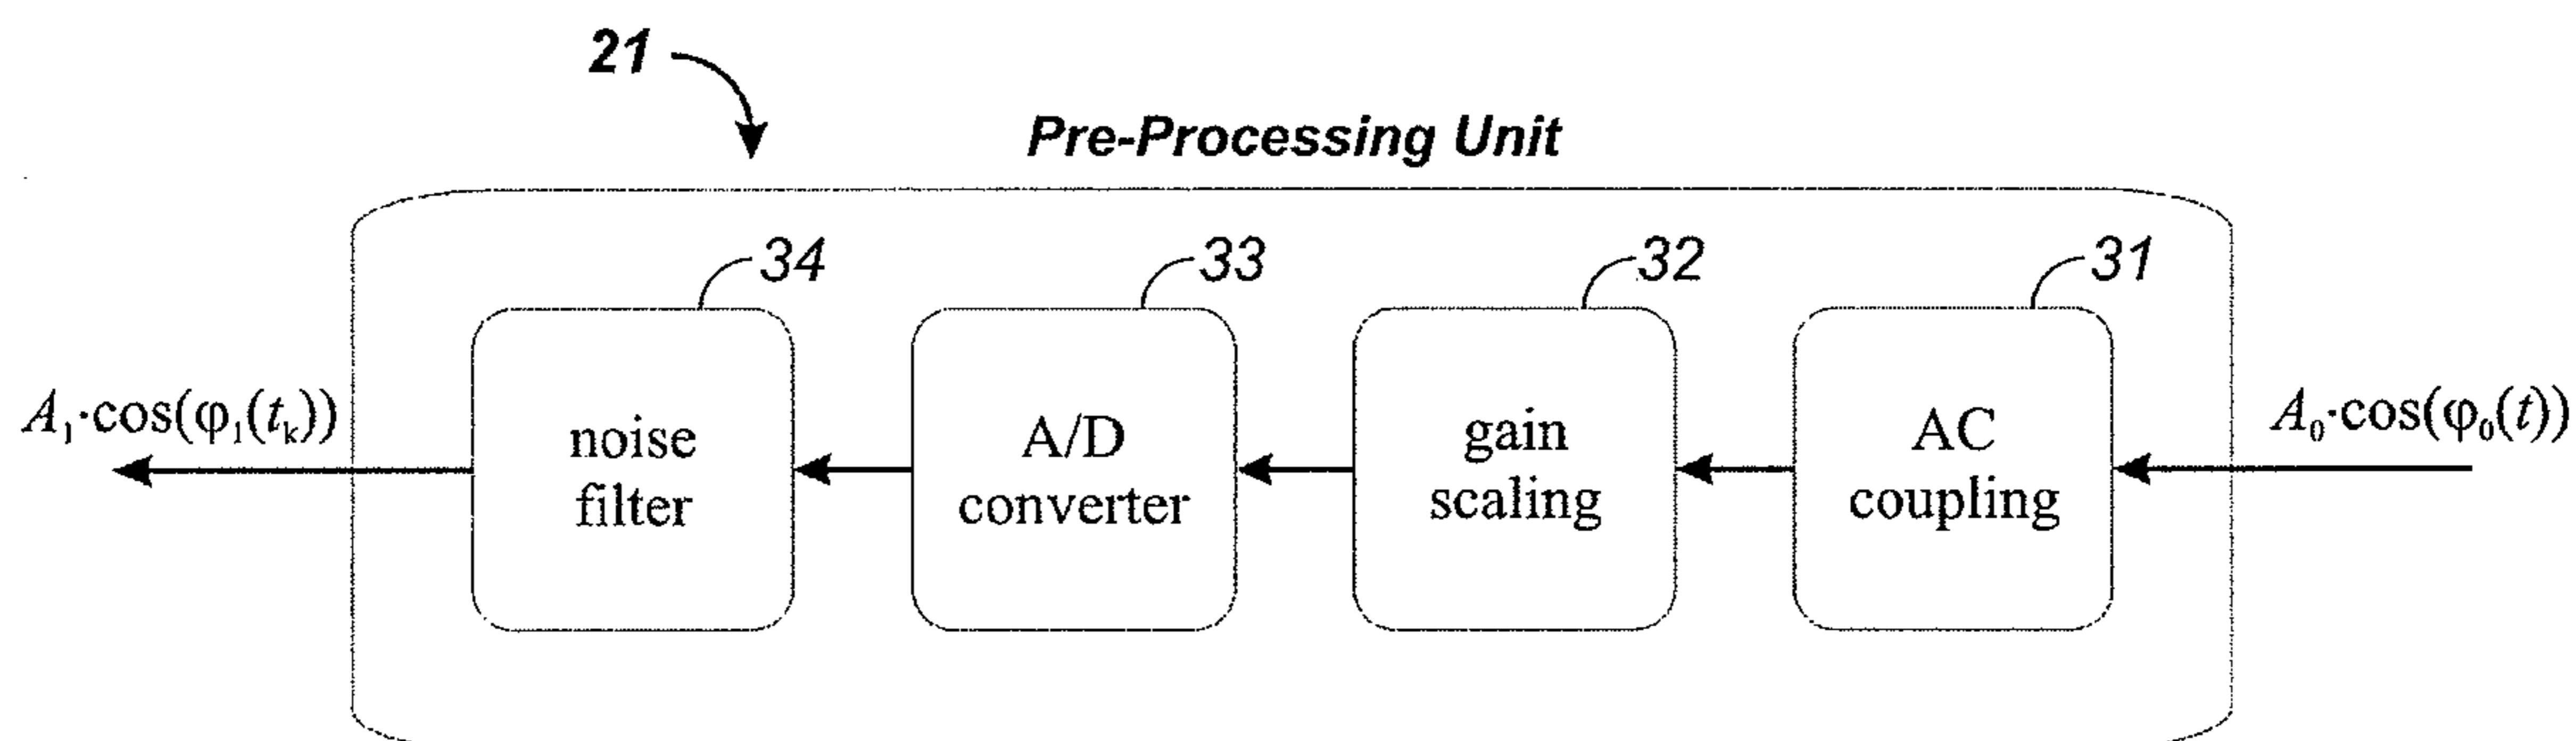 21
Pre-Processing Unit
34
33
32
31
A₁·cos(φ₁(tₖ))
noise
filter
A/D
converter
gain
scaling
AC
coupling
A₀·cos(φ₀(t))